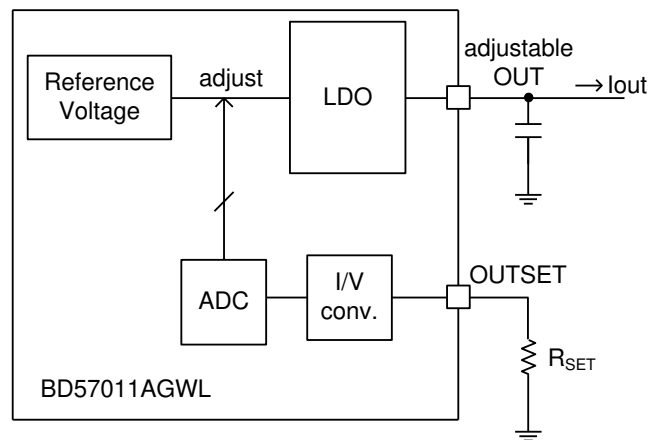 Reference
Voltage
adjust
LDO
adjustable
OUT
→ Iout
ADC
I/V
conv.
OUTSET
RSET
BD57011AGWL